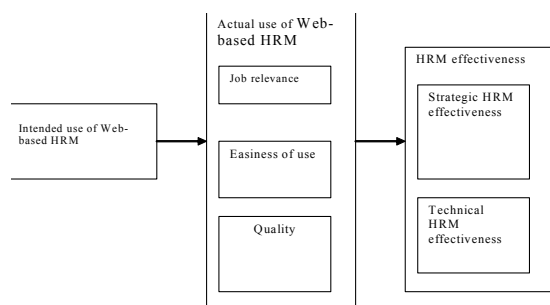 Intended use of Web-
based HRM
Actual use of Web-
based HRM
Job relevance
Easiness of use
Quality
HRM effectiveness
Strategic HRM
effectiveness
Technical
HRM
effectiveness